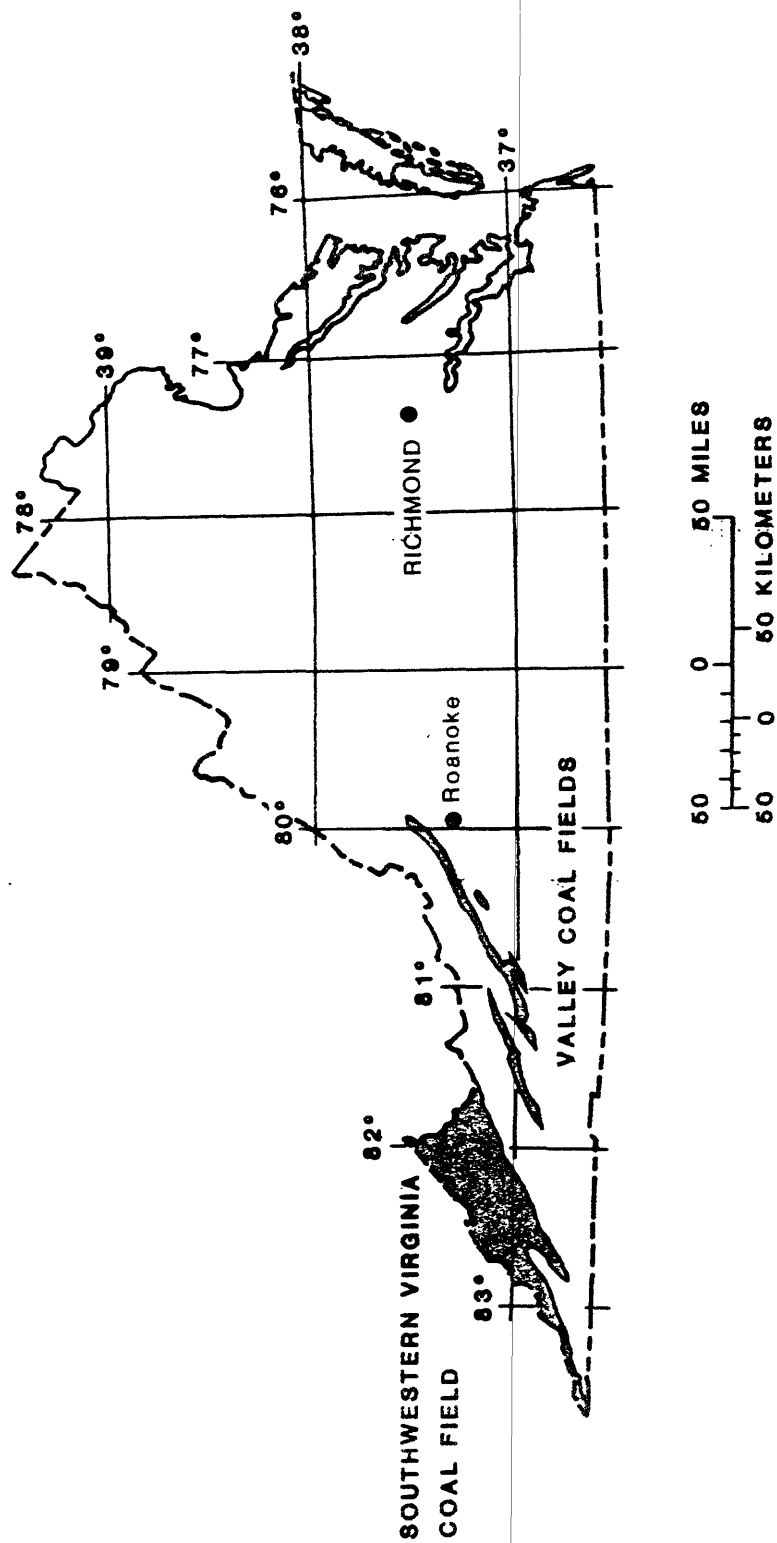 38°
76°
37°
39°
77°
78°
RICHMOND
79°
80°
Roanoke
81°
VALLEY COAL FIELDS
82°
83°
SOUTHWESTERN VIRGINIA
COAL FIELD
50 0 50 MILES
50 0 50 KILOMETERS